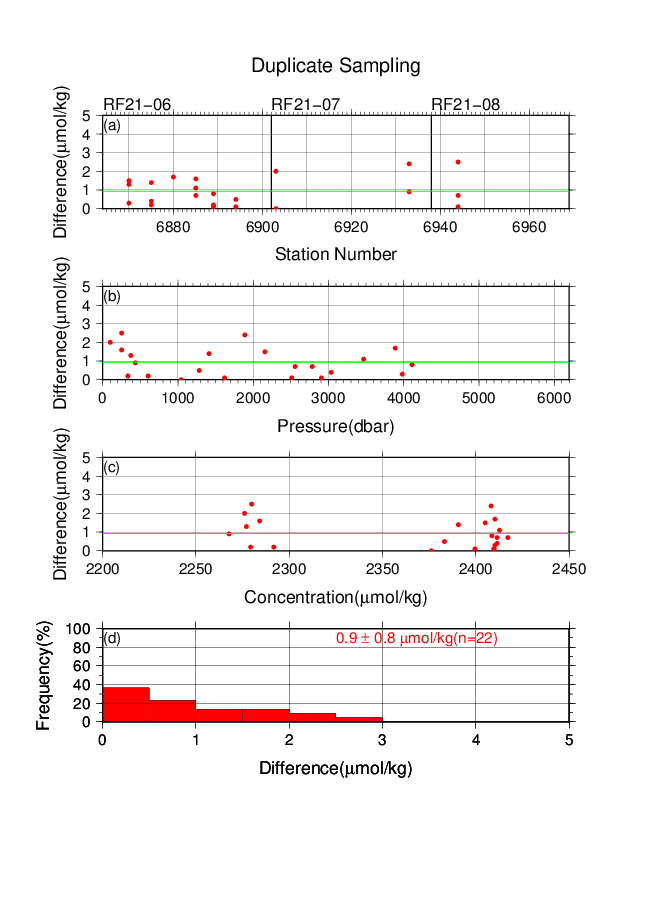 Duplicate Sampling
RF21−06 RF21−07 RF21−08
(a)
Difference(μmol/kg)
5
4
3
2
1
0
6880 6900 6920 6940 6960
Station Number
(b)
Difference(μmol/kg)
5
4
3
2
1
0
0 1000 2000 3000 4000 5000 6000
Pressure(dbar)
(c)
Difference(μmol/kg)
5
4
3
2
1
0
2200 2250 2300 2350 2400 2450
Concentration(μmol/kg)
(d)
0.9 ± 0.8 μmol/kg(n=22)
Frequency(%)
100
80
60
40
20
0
0 1 2 3 4 5
Difference(μmol/kg)